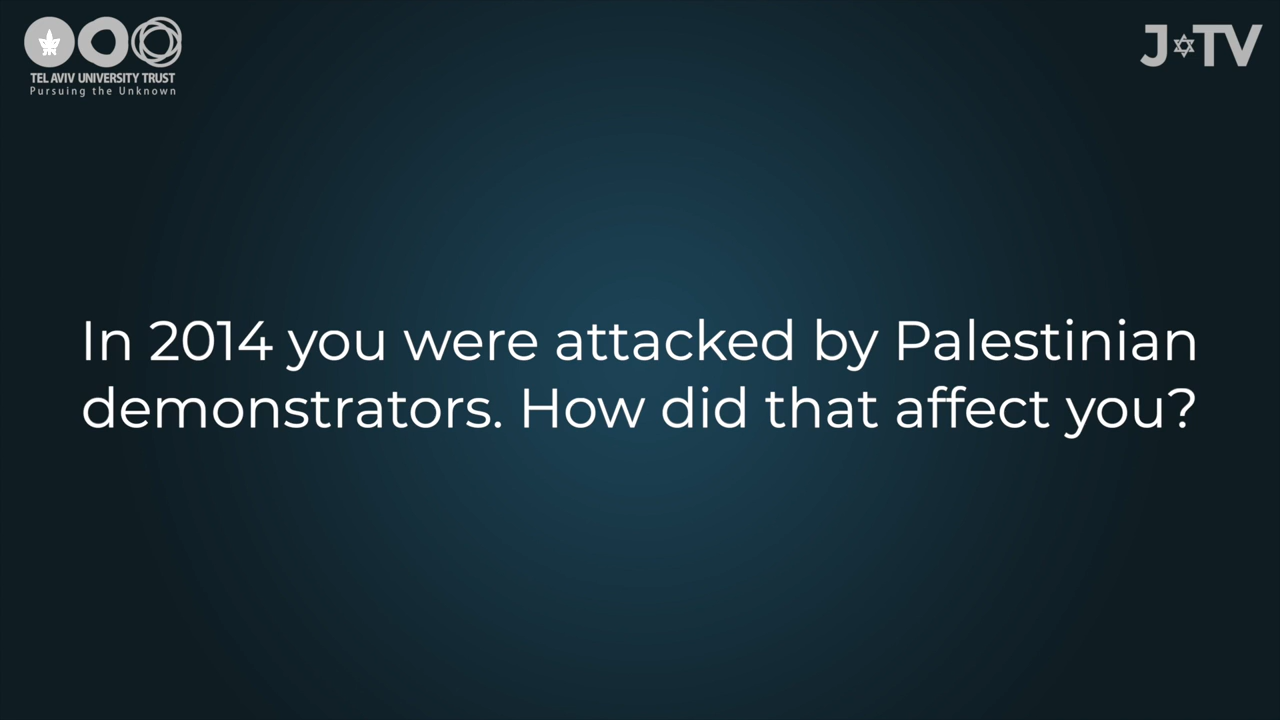 TEL AVIV UNIVERSITY TRUST
Pursuing the Unknown
J✡TV
In 2014 you were attacked by Palestinian
demonstrators. How did that affect you?